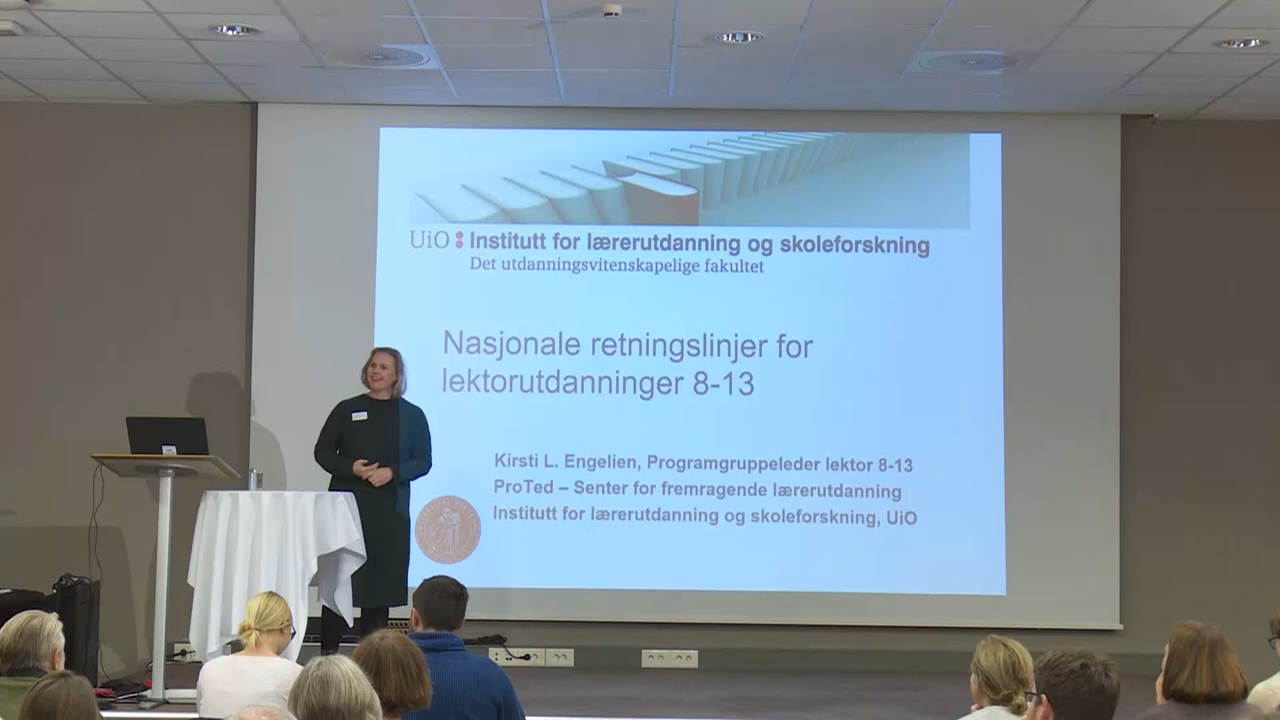 UiO Institutt for lærerutdanning og skoleforskning
Det utdanningsvitenskapelige fakultet
Nasjonale retningslinjer for
lektorutdanninger 8-13
Kirsti L. Engelien, Programgruppeleder lektor 8-13
ProTed – Senter for fremragende lærerutdanning
Institutt for lærerutdanning og skoleforskning, UiO